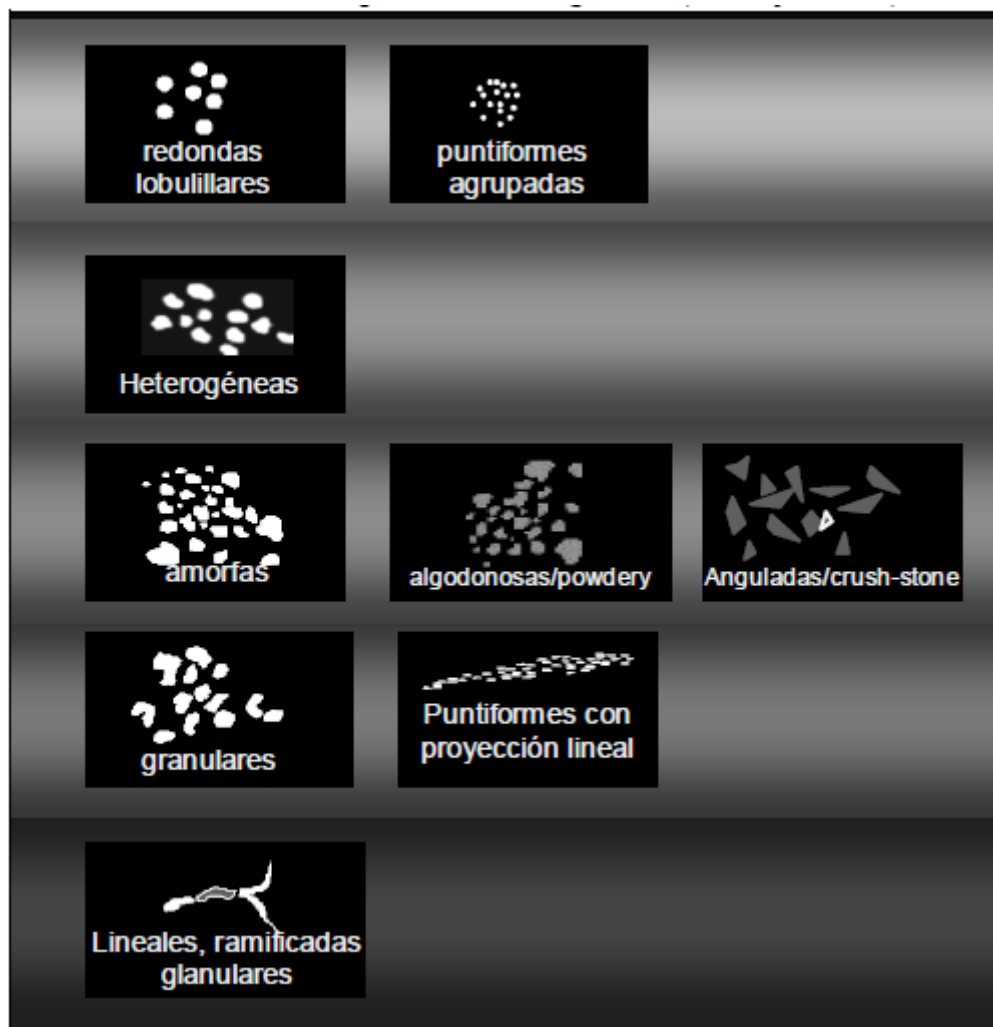 redondas
lobulillares
puntiformes
agrupadas
Heterogéneas
amorfas
algodonosas/powdery
Anguladas/crush-stone
granulares
Puntiformes con
proyección lineal
Lineales, ramificadas
glanulares